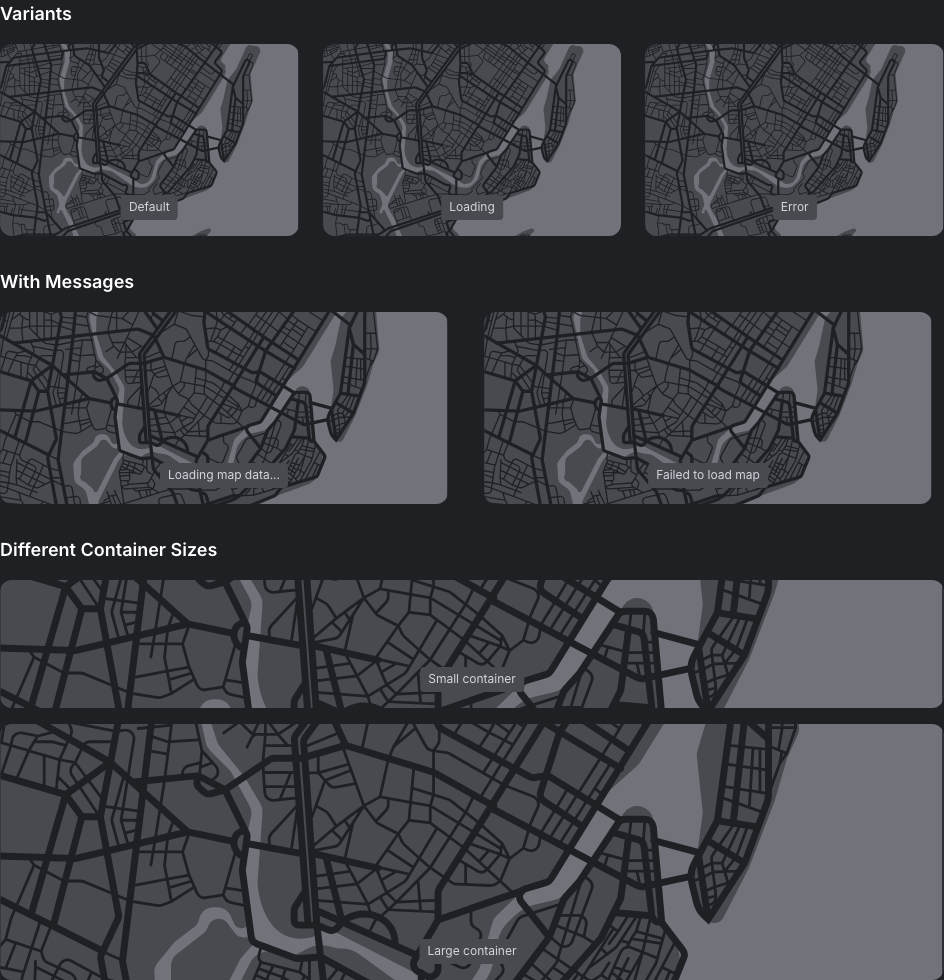 Variants
Default
Loading
Error
With Messages
Loading map data...
Failed to load map
Different Container Sizes
Small container
Large container